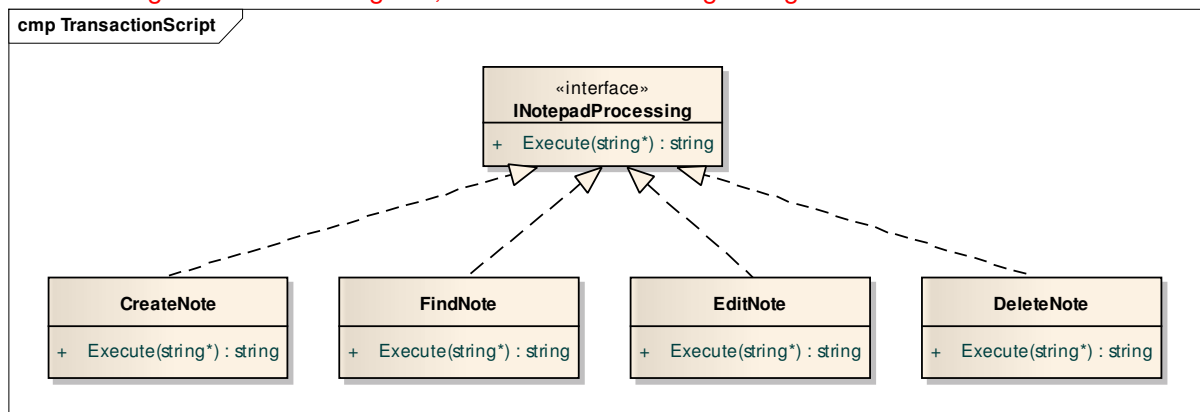 cmp TransactionScript
«interface»
INotepadProcessing
+ Execute(string*) : string
CreateNote
+ Execute(string*) : string
FindNote
+ Execute(string*) : string
EditNote
+ Execute(string*) : string
DeleteNote
+ Execute(string*) : string